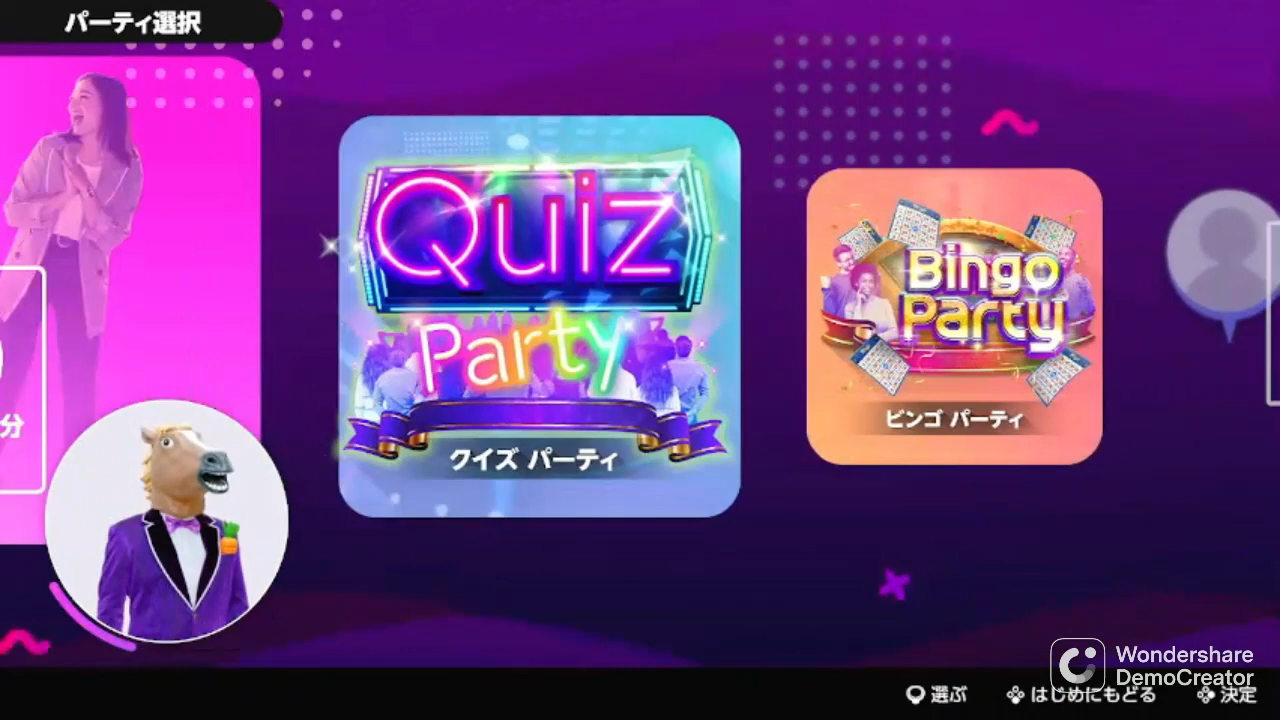 パーティ選択
Quiz
Party
クイズ パーティ
Bingo
Party
ビンゴ パーティ
分
Wondershare
DemoCreator
選ぶ
はじめにもどる
決定